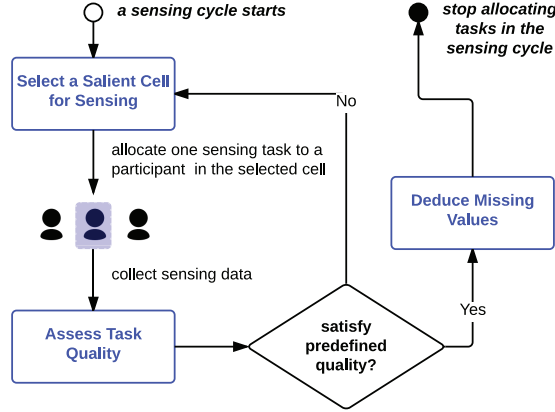 a sensing cycle starts
Select a Salient Cell
for Sensing
allocate one sensing task to a
participant in the selected cell
collect sensing data
Assess Task
Quality
satisfy
predefined
quality?
No
Yes
Deduce Missing
Values
stop allocating
tasks in the
sensing cycle